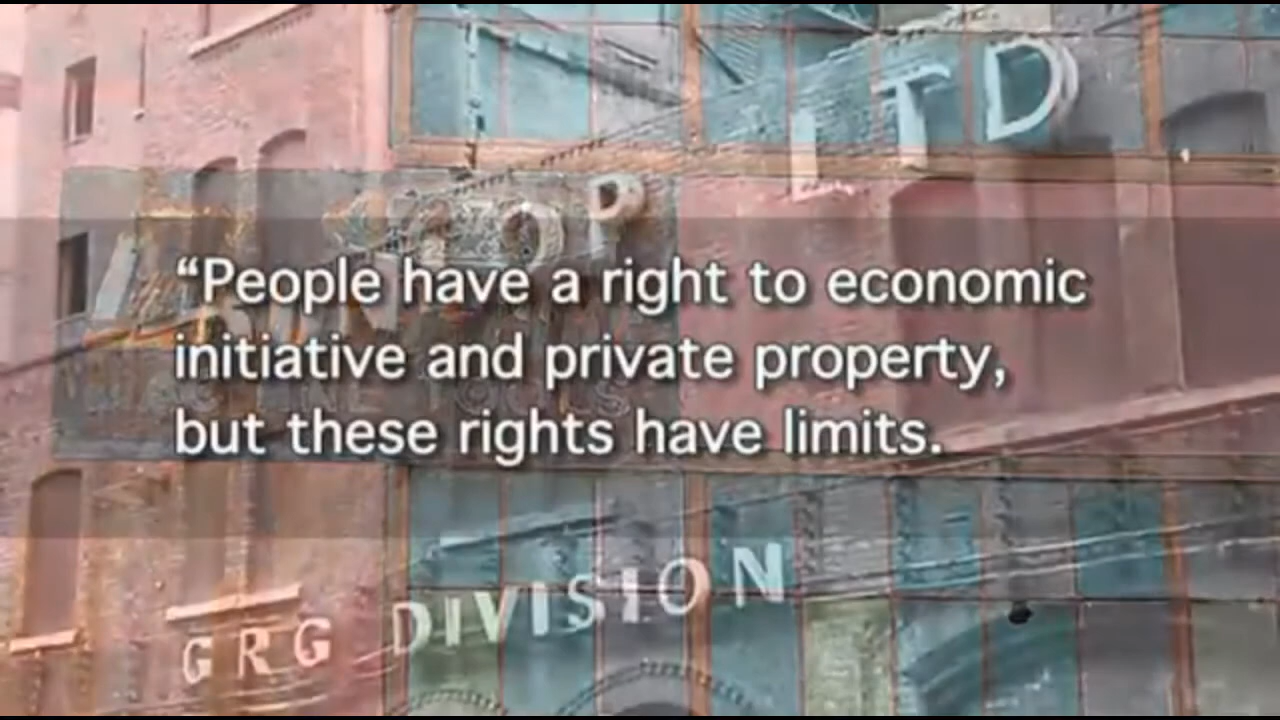 LTD
“People have a right to economic
initiative and private property,
but these rights have limits.
GRG DIVISION